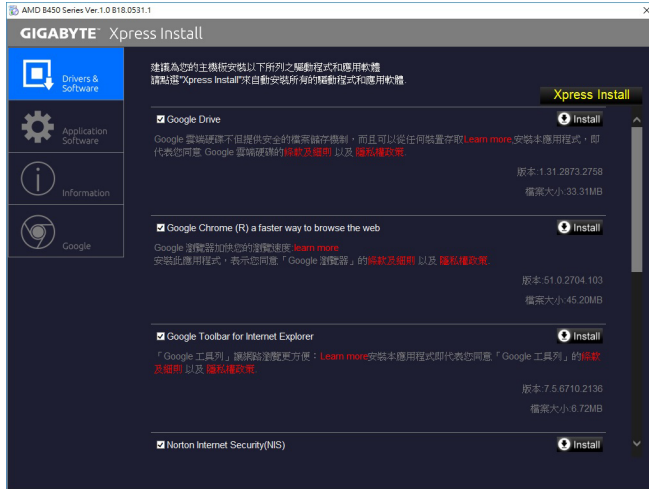 AMD B450 Series Ver.1.0 B18.0531.1
GIGABYTE™ Xpress Install
Drivers & Software
Application Software
Information
Google
建議為您的主機板安裝以下所列之驅動程式和應用軟體
請點選"Xpress Install"來自動安裝所有的驅動程式和應用軟體.
Xpress Install
Google Drive
Install
Google 雲端硬碟不但提供安全的檔案儲存機制，而且可以從任何裝置存取Learn more,安裝本應用程式，即
代表您同意 Google 雲端硬碟的條款及細則 以及 隱私權政策.
版本:1.31.2873.2758
檔案大小:33.31MB
Google Chrome (R) a faster way to browse the web
Install
Google 瀏覽器加快您的瀏覽速度 learn more
安裝此應用程式，表示您同意「Google 瀏覽器」的條款及細則 以及 隱私權政策.
版本:51.0.2704.103
檔案大小:45.20MB
Google Toolbar for Internet Explorer
Install
「Google 工具列」讓網路瀏覽更方便：Learn more安裝本應用程式即代表您同意「Google 工具列」的條款
及細則 以及 隱私權政策.
版本:7.5.6710.2136
檔案大小:6.72MB
Norton Internet Security(NIS)
Install